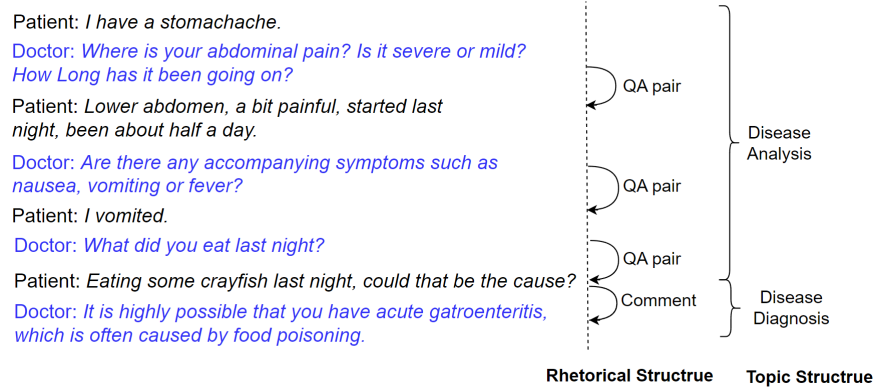 Patient: I have a stomachache.
Doctor: Where is your abdominal pain? Is it severe or mild?
How Long has it been going on?
QA pair
Patient: Lower abdomen, a bit painful, started last
night, been about half a day.
Disease
Analysis
Doctor: Are there any accompanying symptoms such as
nausea, vomiting or fever?
QA pair
Patient: I vomited.
Doctor: What did you eat last night?
QA pair
Patient: Eating some crayfish last night, could that be the cause?
Comment
Doctor: It is highly possible that you have acute gatroenteritis,
which is often caused by food poisoning.
Disease
Diagnosis
Rhetorical Structrue
Topic Structrue